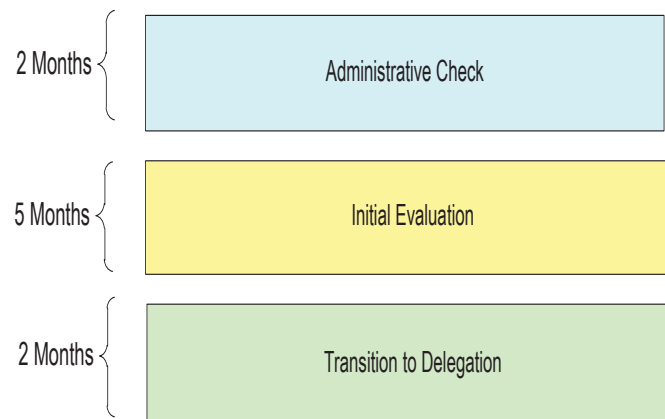 2 Months
Administrative Check
5 Months
Initial Evaluation
2 Months
Transition to Delegation